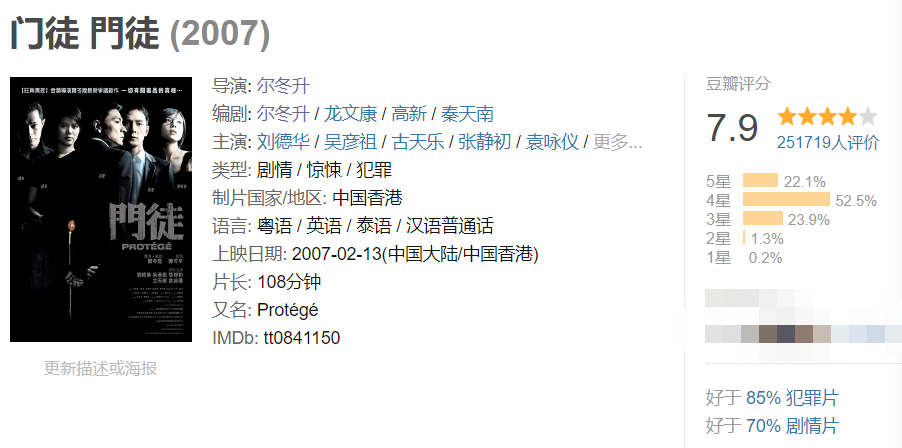 门徒 門徒 (2007)
門徒
PROTÉGÉ
更新描述或海报
导演: 尔冬升
编剧: 尔冬升 / 龙文康 / 高新 / 秦天南
主演: 刘德华 / 吴彦祖 / 古天乐 / 张静初 / 袁咏仪 / 更多...
类型: 剧情 / 惊悚 / 犯罪
制片国家/地区: 中国香港
语言: 粤语 / 英语 / 泰语 / 汉语普通话
上映日期: 2007-02-13(中国大陆/中国香港)
片长: 108分钟
又名: Protégé
IMDb: tt0841150
豆瓣评分
7.9
251719人评价
5星 22.1%
4星 52.5%
3星 23.9%
2星 1.3%
1星 0.2%
好于 85% 犯罪片
好于 70% 剧情片